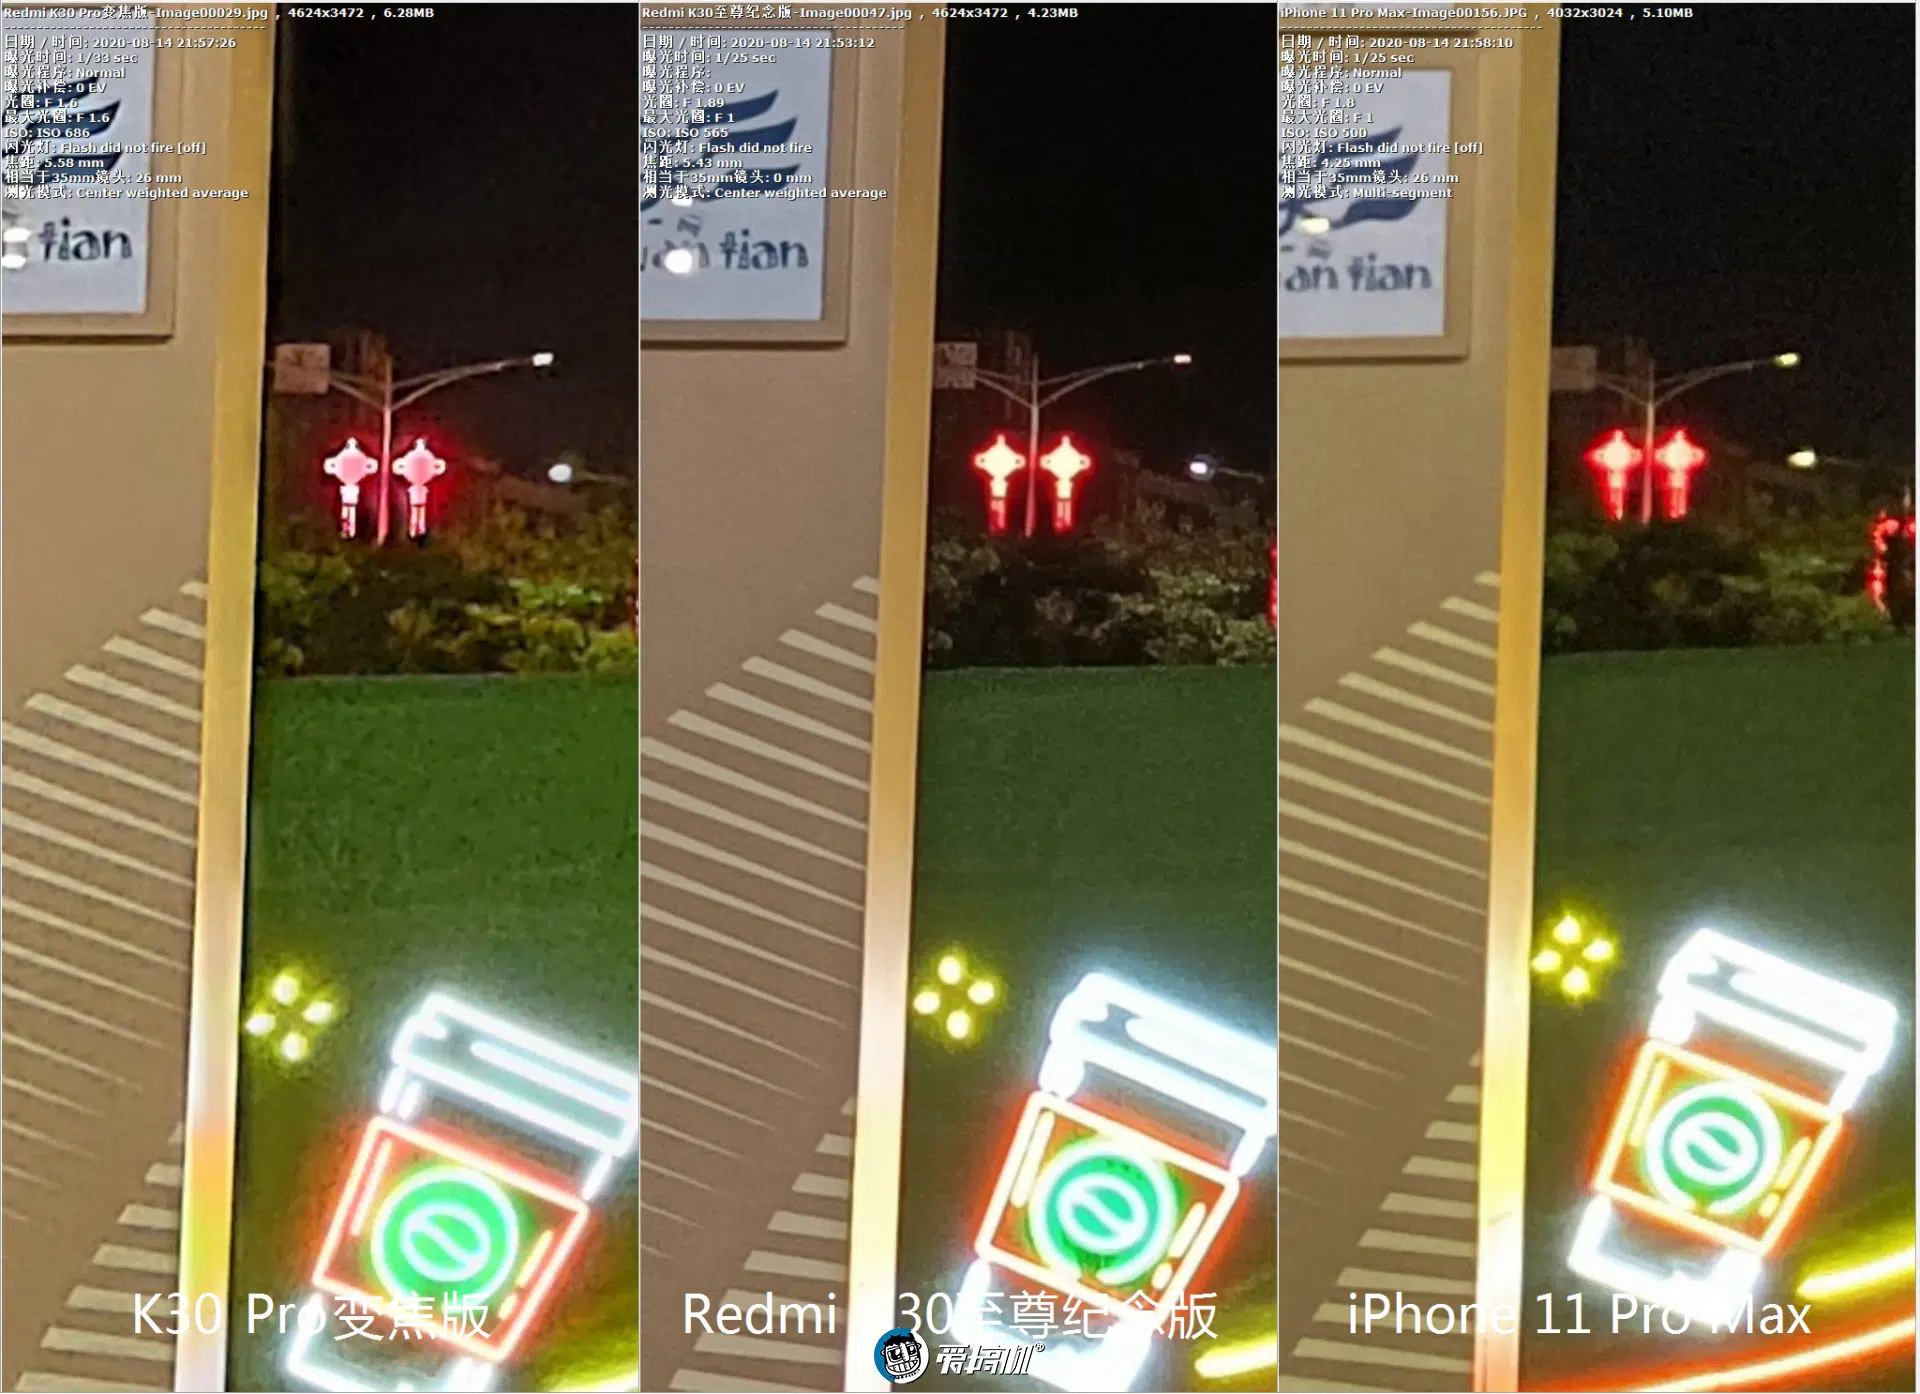 Redmi K30 Pro变焦版-Image00029.jpg , 4624x3472 , 6.28MB
日期 / 时间: 2020-08-14 21:57:26
曝光时间: 1/33 sec
曝光程序: Normal
曝光补偿: 0 EV
光圈: F 1.6
最大光圈: F 1.6
ISO: ISO 686
闪光灯: Flash did not fire [off]
焦距: 5.58 mm
相当于35mm镜头: 26 mm
测光模式: Center weighted average
tian
K30 Pro变焦版
Redmi K30至尊纪念版-Image00047.jpg , 4624x3472 , 4.23MB
日期 / 时间: 2020-08-14 21:53:12
曝光时间: 1/25 sec
曝光程序:
曝光补偿: 0 EV
光圈: F 1.89
最大光圈: F 1
ISO: ISO 565
闪光灯: Flash did not fire
焦距: 5.43 mm
相当于35mm镜头: 0 mm
测光模式: Center weighted average
an tian
Redmi K30至尊纪念版
爱搞机®
iPhone 11 Pro Max-Image00156.JPG , 4032x3024 , 5.10MB
日期 / 时间: 2020-08-14 21:58:10
曝光时间: 1/25 sec
曝光程序: Normal
曝光补偿: 0 EV
光圈: F 1.8
最大光圈: F 1
ISO: ISO 500
闪光灯: Flash did not fire [off]
焦距: 4.25 mm
相当于35mm镜头: 26 mm
测光模式: Multi-segment
an tian
iPhone 11 Pro Max